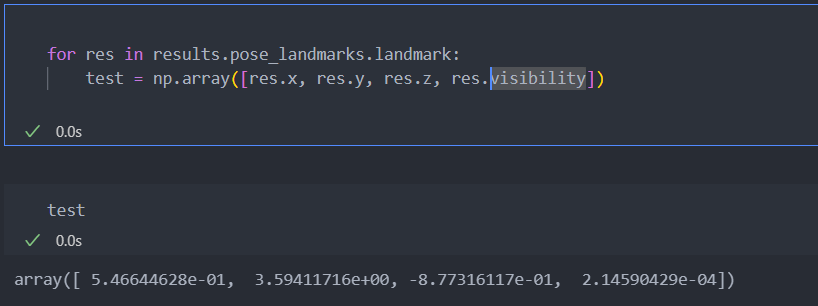 for res in results.pose_landmarks.landmark:
    test = np.array([res.x, res.y, res.z, res.visibility])
0.0s
test
0.0s
array([ 5.46644628e-01,  3.59411716e+00, -8.77316117e-01,  2.14590429e-04])